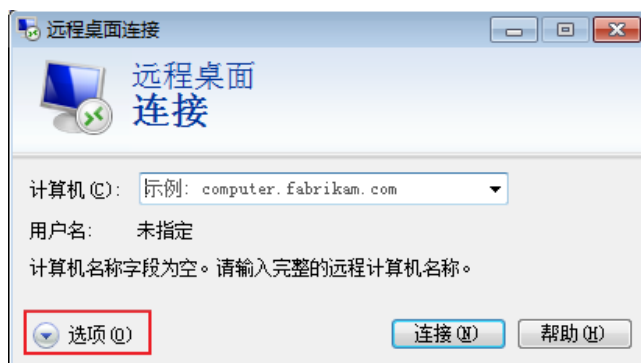 远程桌面连接
远程桌面
连接
计算机(C): 示例: computer.fabrikam.com
用户名: 未指定
计算机名称字段为空。请输入完整的远程计算机名称。
选项(O) 连接(N) 帮助(H)